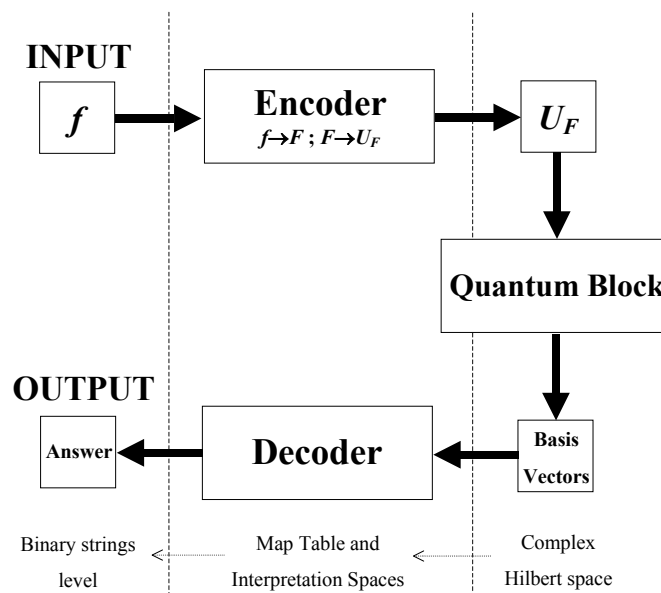 INPUT
f
Encoder
f→F ; F→U_F
U_F
Quantum Block
OUTPUT
Answer
Decoder
Basis
Vectors
Binary strings
level
Map Table and
Interpretation Spaces
Complex
Hilbert space